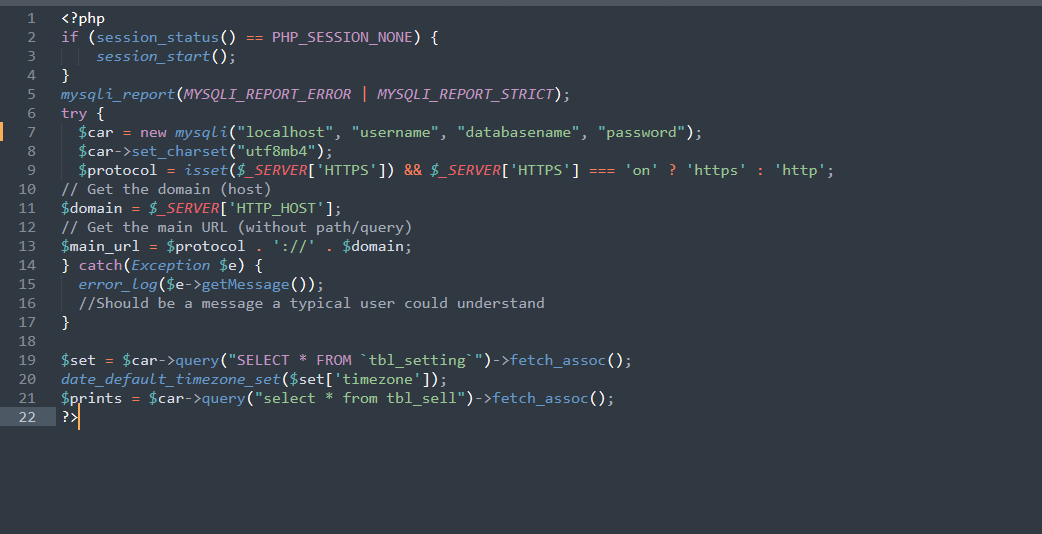 1 <?php
2 if (session_status() == PHP_SESSION_NONE) {
3     session_start();
4 }
5 mysqli_report(MYSQLI_REPORT_ERROR | MYSQLI_REPORT_STRICT);
6 try {
7   $car = new mysqli("localhost", "username", "databasename", "password");
8   $car->set_charset("utf8mb4");
9   $protocol = isset($_SERVER['HTTPS']) && $_SERVER['HTTPS'] === 'on' ? 'https' : 'http';
10 // Get the domain (host)
11 $domain = $_SERVER['HTTP_HOST'];
12 // Get the main URL (without path/query)
13 $main_url = $protocol . '://' . $domain;
14 } catch(Exception $e) {
15   error_log($e->getMessage());
16   //Should be a message a typical user could understand
17 }
18
19 $set = $car->query("SELECT * FROM `tbl_setting`")->fetch_assoc();
20 date_default_timezone_set($set['timezone']);
21 $prints = $car->query("select * from tbl_sell")->fetch_assoc();
22 ?>